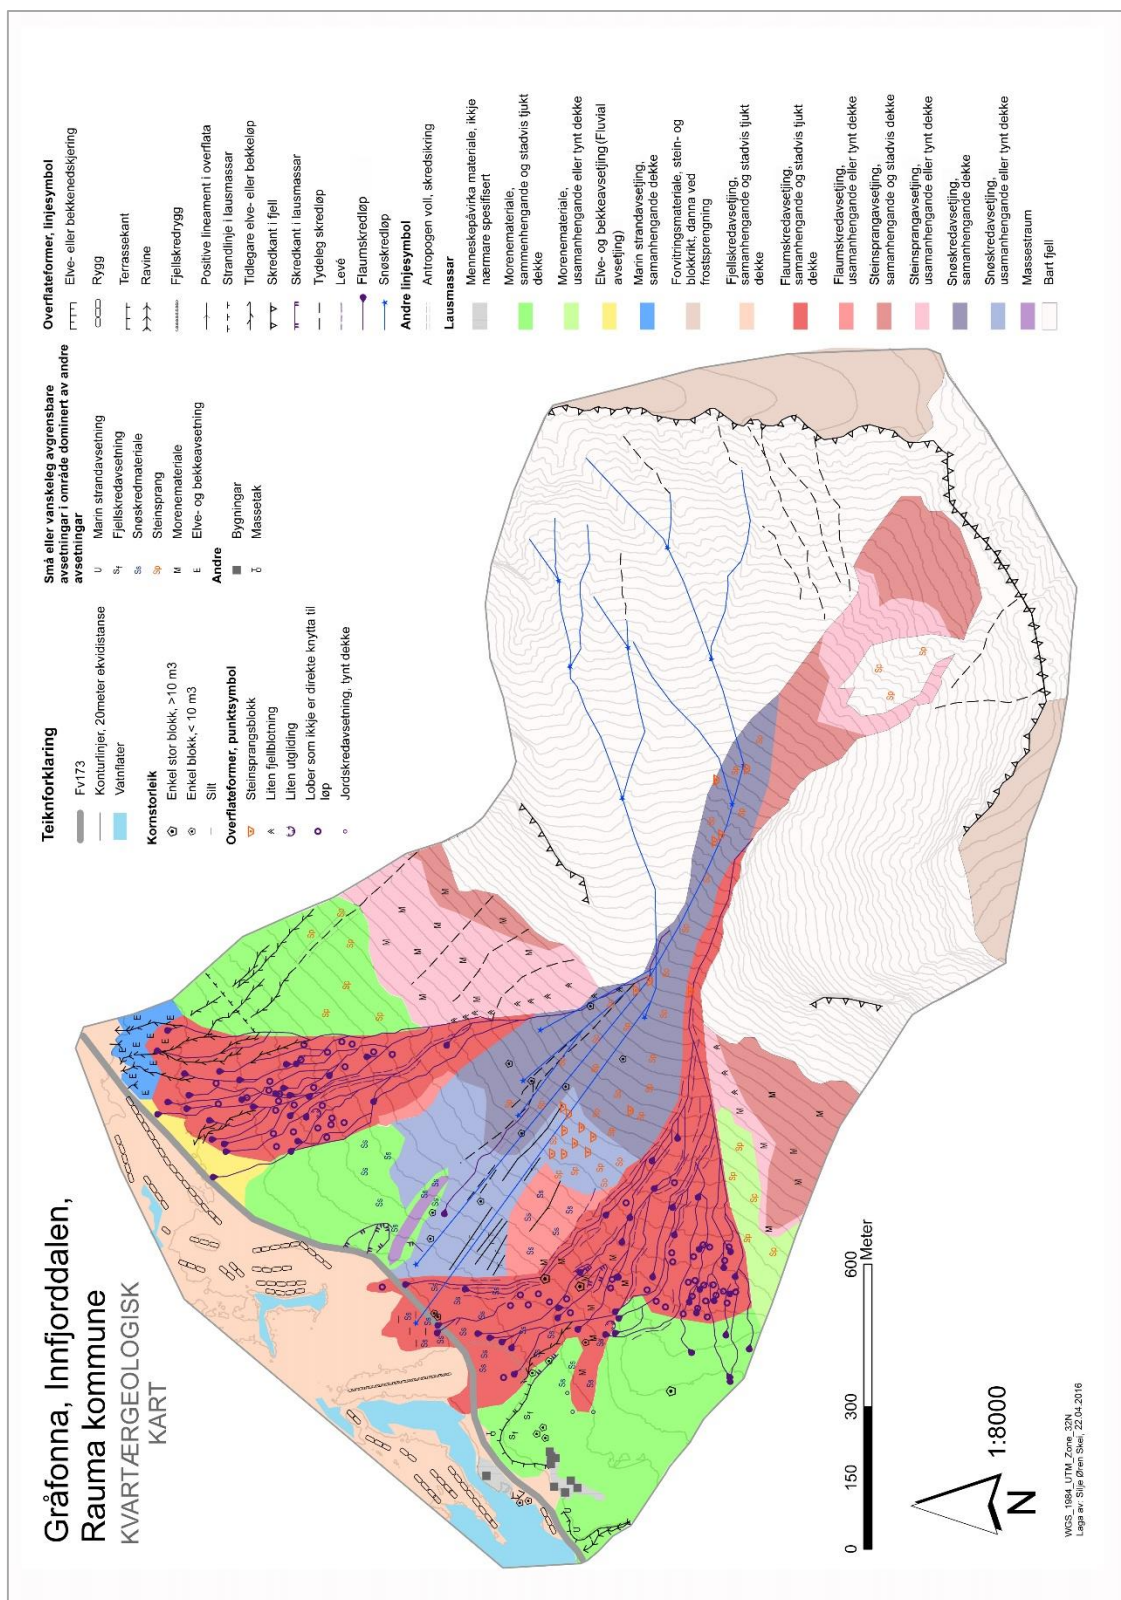 Gråfonna, Innfjorddalen,
Rauma kommune
KVARTÆRGEOLOGISK
KART
Teiknforklaring
Fv173
Konturlinjer, 20meter ekvidistanse
Vatnflater
Kornstorleik
Enkel stor blokk, >10 m3
Enkel blokk,< 10 m3
Silt
Overflateformer, punktsymbol
Steinsprangsblokk
Liten fjellblotning
Liten utgliding
Lober som ikkje er direkte knytta til
løp
Jordskredavsetning, tynt dekke
Små eller vanskeleg avgrensbare
avsetningar i område dominert av andre
avsetningar
U Marin strandavsetning
Sf Fjellskredavsetning
Ss Snøskredmateriale
Sp Steinsprang
M Morenemateriale
E Elve- og bekkeavsetning
Andre
Bygningar
Massetak
Overflateformer, linjesymbol
Elve- eller bekkenedskjering
Rygg
Terrassekant
Ravine
Fjellskredrygg
Positive lineament i overflata
Strandlinje i lausmassar
Tidlegare elve- eller bekkeløp
Skredkant i fjell
Skredkant i lausmassar
Tydeleg skredløp
Levé
Flaumskredløp
Snøskredløp
Andre linjesymbol
Antropogen voll, skredsikring
Lausmassar
Menneskepåvirka materiale, ikkje
nærmare spesifisert
Morenemateriale,
sammenhengande og stadvis tjukt
dekke
Morenemateriale,
usamanhengande eller tynt dekke
Elve- og bekkeavsetjing (Fluvial
avsetjing)
Marin strandavsetjing,
samanhengande dekke
Forvitringsmateriale, stein- og
blokkrikt, danna ved
frostsprengning
Fjellskredavsetjing,
samanhengande og stadvis tjukt
dekke
Flaumskredavsetjing,
samanhengande og stadvis tjukt
dekke
Flaumskredavsetjing,
usamanhengande eller tynt dekke
Steinsprangavsetjing,
samanhengande og stadvis dekke
Steinsprangavsetjing,
usamanhengande eller tynt dekke
Snøskredavsetjing,
samanhengande dekke
Snøskredavsetjing,
usamanhengande eller tynt dekke
Massestraum
Bart fjell
0 150 300 600
Meter
N
1:8000
WGS_1984_UTM_Zone_32N
Laga av: Silje Øren Skei, 22.04.2016